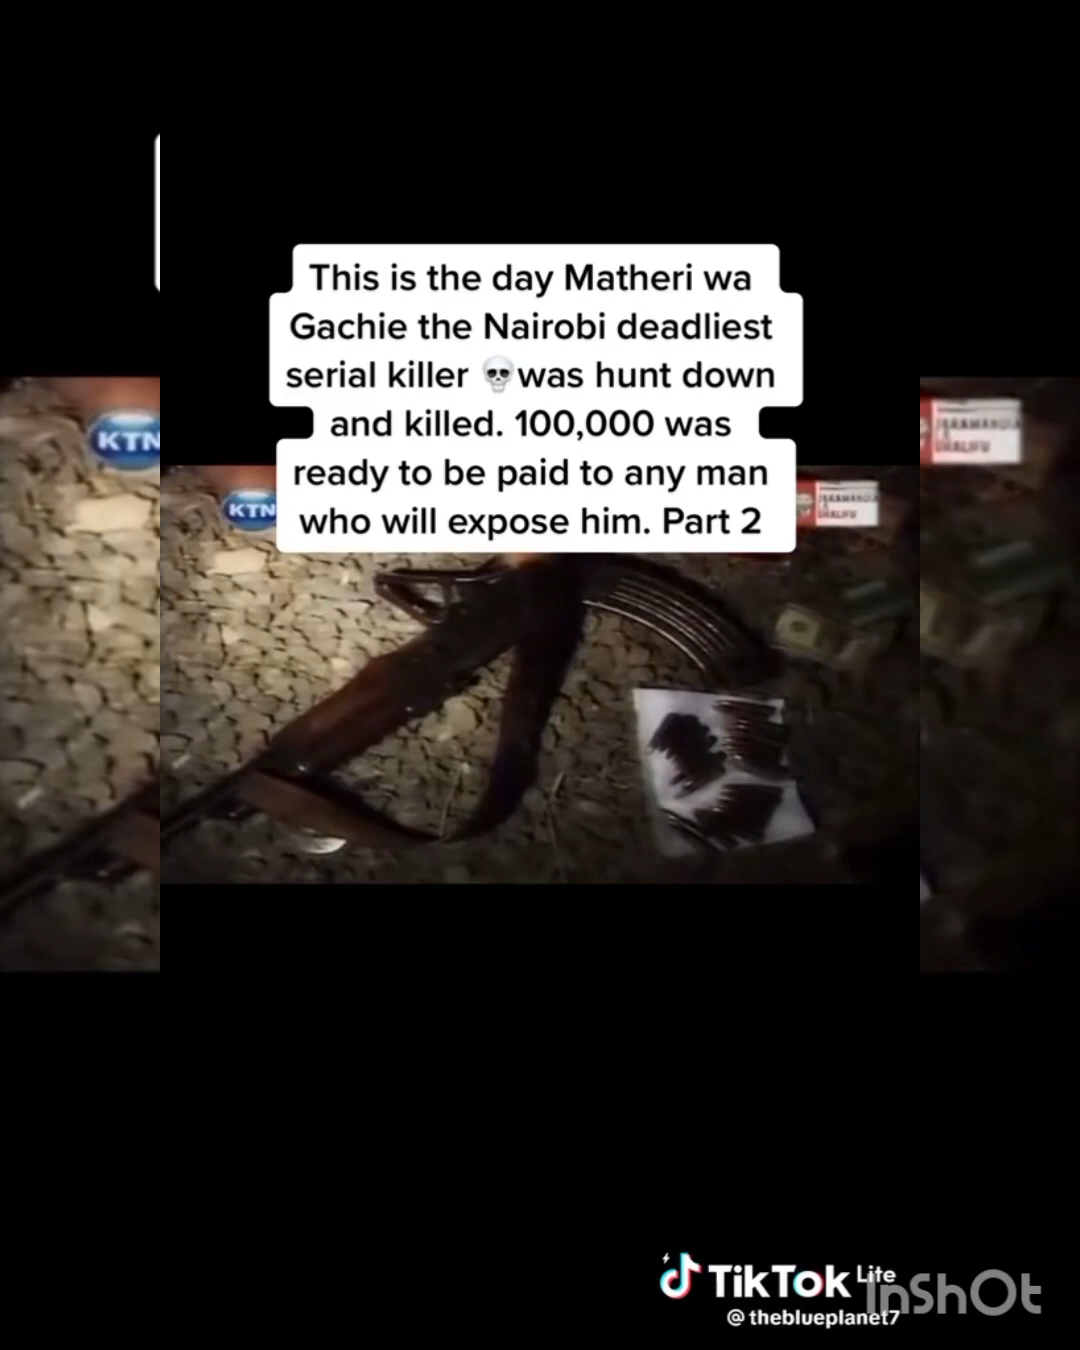 This is the day Matheri wa
Gachie the Nairobi deadliest
serial killer 💀was hunt down
and killed. 100,000 was
ready to be paid to any man
who will expose him. Part 2
KTN
KTN
UHALIFU
UHALIFU
TikTok Lite
InShOt
@theblueplanet7